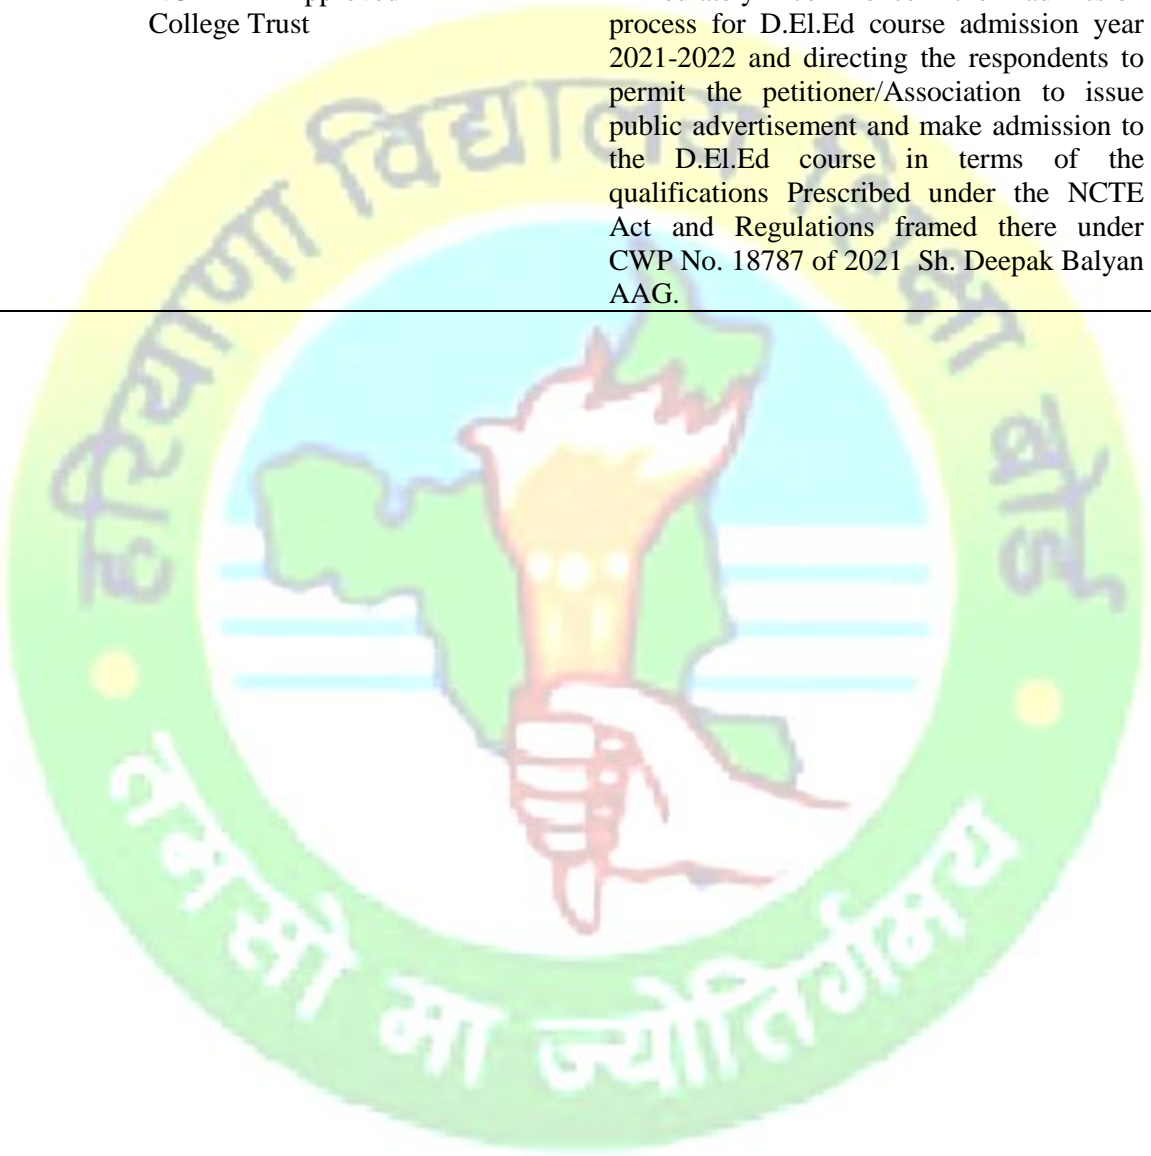 College Trust
process for D.El.Ed course admission year
2021-2022 and directing the respondents to
permit the petitioner/Association to issue
public advertisement and make admission to
the D.El.Ed course in terms of the
qualifications Prescribed under the NCTE
Act and Regulations framed there under
CWP No. 18787 of 2021 Sh. Deepak Balyan
AAG.
हरियाणा विद्यालय शिक्षा बोर्ड
तमसो मा ज्योतिर्गमय